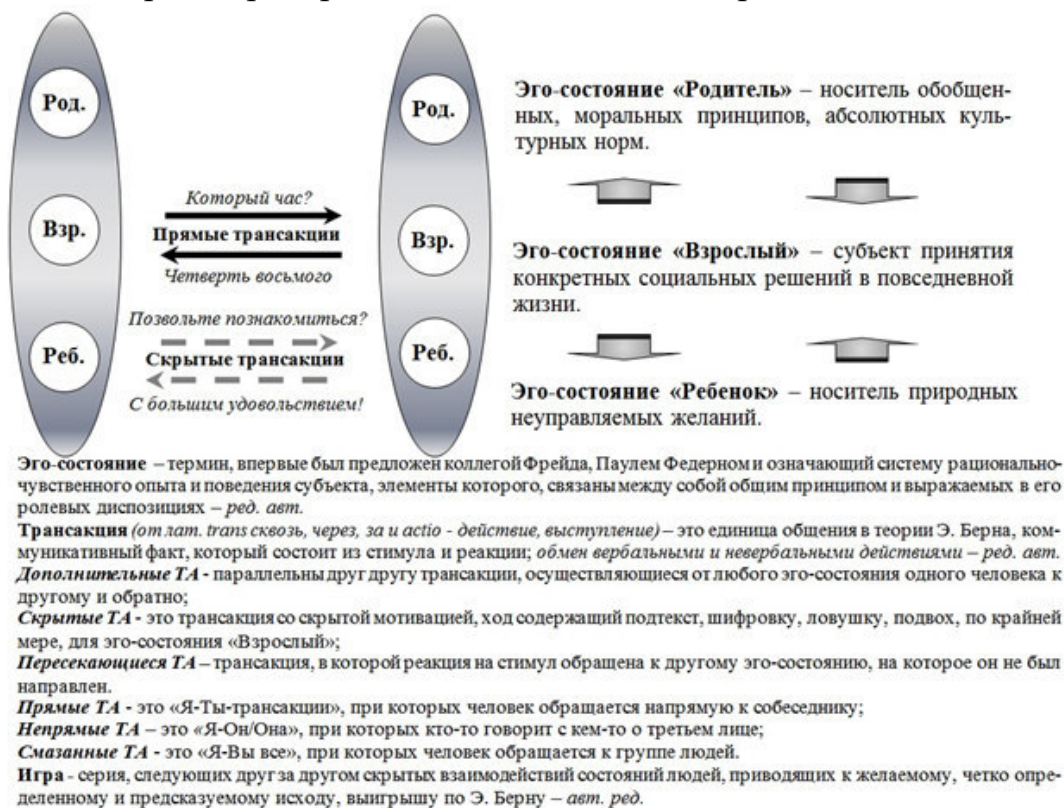 Род.
Взр.
Реб.
Который час?
Прямые трансакции
Четверть восьмого
Позвольте познакомиться?
Скрытые трансакции
С большим удовольствием!
Род.
Взр.
Реб.
Эго-состояние «Родитель» – носитель обобщен-
ных, моральных принципов, абсолютных куль-
турных норм.
Эго-состояние «Взрослый» – субъект принятия
конкретных социальных решений в повседневной
жизни.
Эго-состояние «Ребенок» – носитель природных
неуправляемых желаний.
Эго-состояние – термин, впервые был предложен коллегой Фрейда, Паулем Федерном и означающий систему рационально-
чувственного опыта и поведения субъекта, элементы которого, связаны между собой общим принципом и выражаемых в его
ролевых диспозициях – ред. авт.
Трансакция (от лат. trans сквозь, через, за и actio - действие, выступление) – это единица общения в теории Э. Берна, ком-
муникативный факт, который состоит из стимула и реакции; обмен вербальными и невербальными действиями – ред. авт.
Дополнительные ТА - параллельны друг другу трансакции, осуществляющиеся от любого эго-состояния одного человека к
другому и обратно;
Скрытые ТА - это трансакция со скрытой мотивацией, ход содержащий подтекст, шифровку, ловушку, подвох, по крайней
мере, для эго-состояния «Взрослый»;
Пересекающиеся ТА – трансакция, в которой реакция на стимул обращена к другому эго-состоянию, на которое он не был
направлен.
Прямые ТА - это «Я-Ты-трансакции», при которых человек обращается напрямую к собеседнику;
Непрямые ТА – это «Я-Он/Она», при которых кто-то говорит с кем-то о третьем лице;
Смазанные ТА - это «Я-Вы все», при которых человек обращается к группе людей.
Игра - серия, следующих друг за другом скрытых взаимодействий состояний людей, приводящих к желаемому, четко опре-
деленному и предсказуемому исходу, выигрышу по Э. Берну – авт. ред.